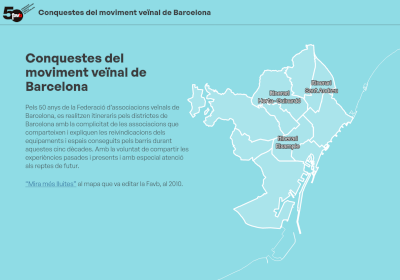 50
Conquestes del moviment veïnal de Barcelona
Conquestes del
moviment veïnal de
Barcelona
Pels 50 anys de la Federació d'associacions veïnals de
Barcelona, es realitzen itineraris pels districtes de
Barcelona amb la complicitat de les associacions que
comparteixen i expliquen les reivindicacions dels
equipaments i espais conseguits pels barris durant
aquestes cinc dècades. Amb la voluntat de compartir les
experiències passades i presents i amb especial atenció
als reptes de futur.
"Mira més lluites" al mapa que va editar la Favb, al 2010.
Itinerari
Sant Andreu
Itinerari
Horta-Guinardó
Itinerari
Eixample